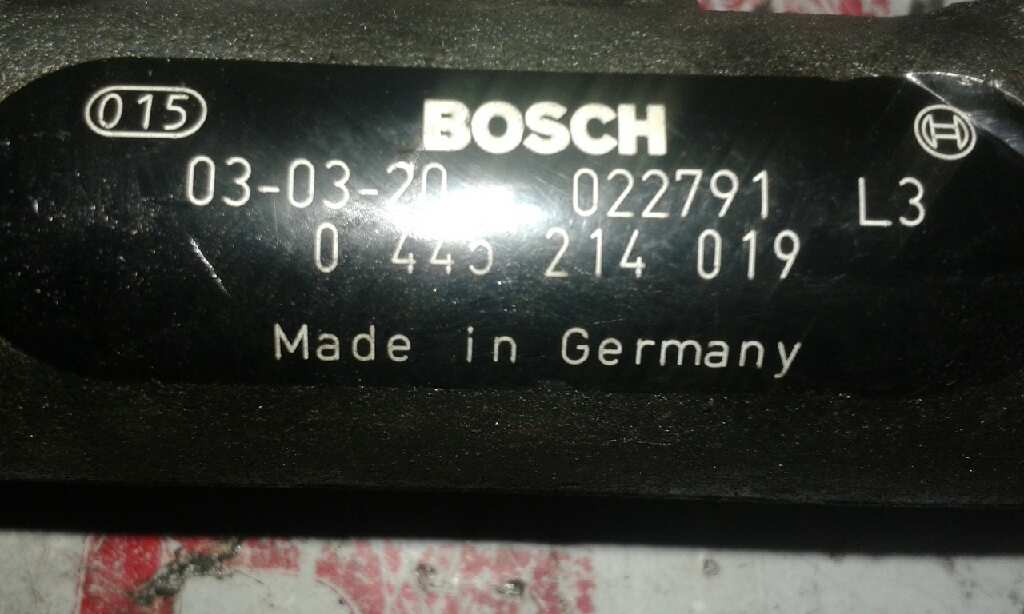 015 BOSCH
03-03-20 022791 L3
0 445 214 019
Made in Germany